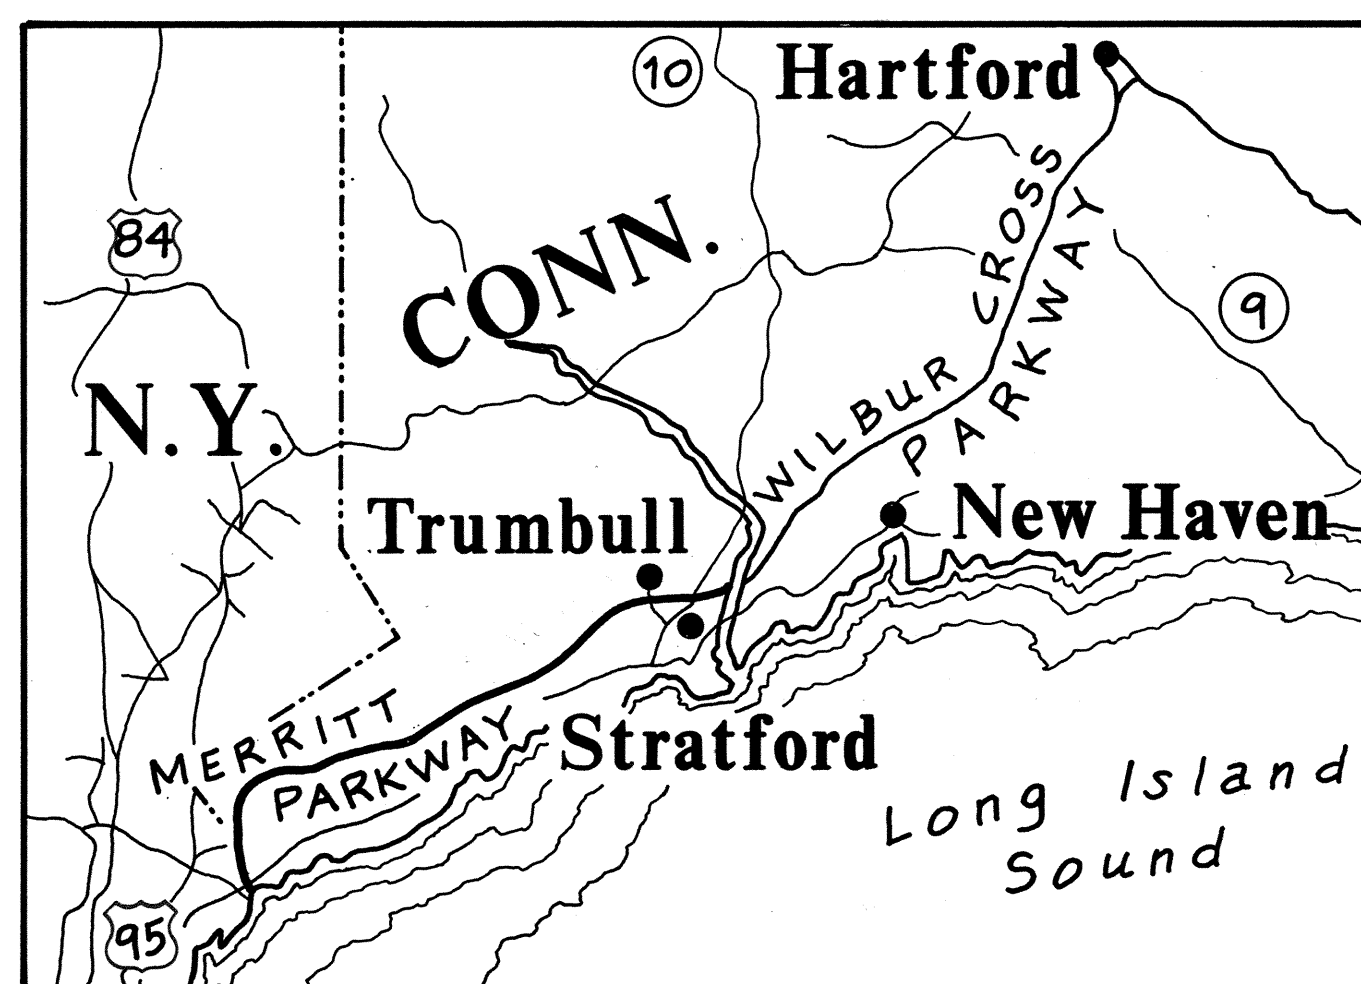 10
Hartford
84
CONN.
WILBUR CROSS
PARKWAY
9
N.Y.
Trumbull
New Haven
MERRITT
PARKWAY
Stratford
Long Island
Sound
95